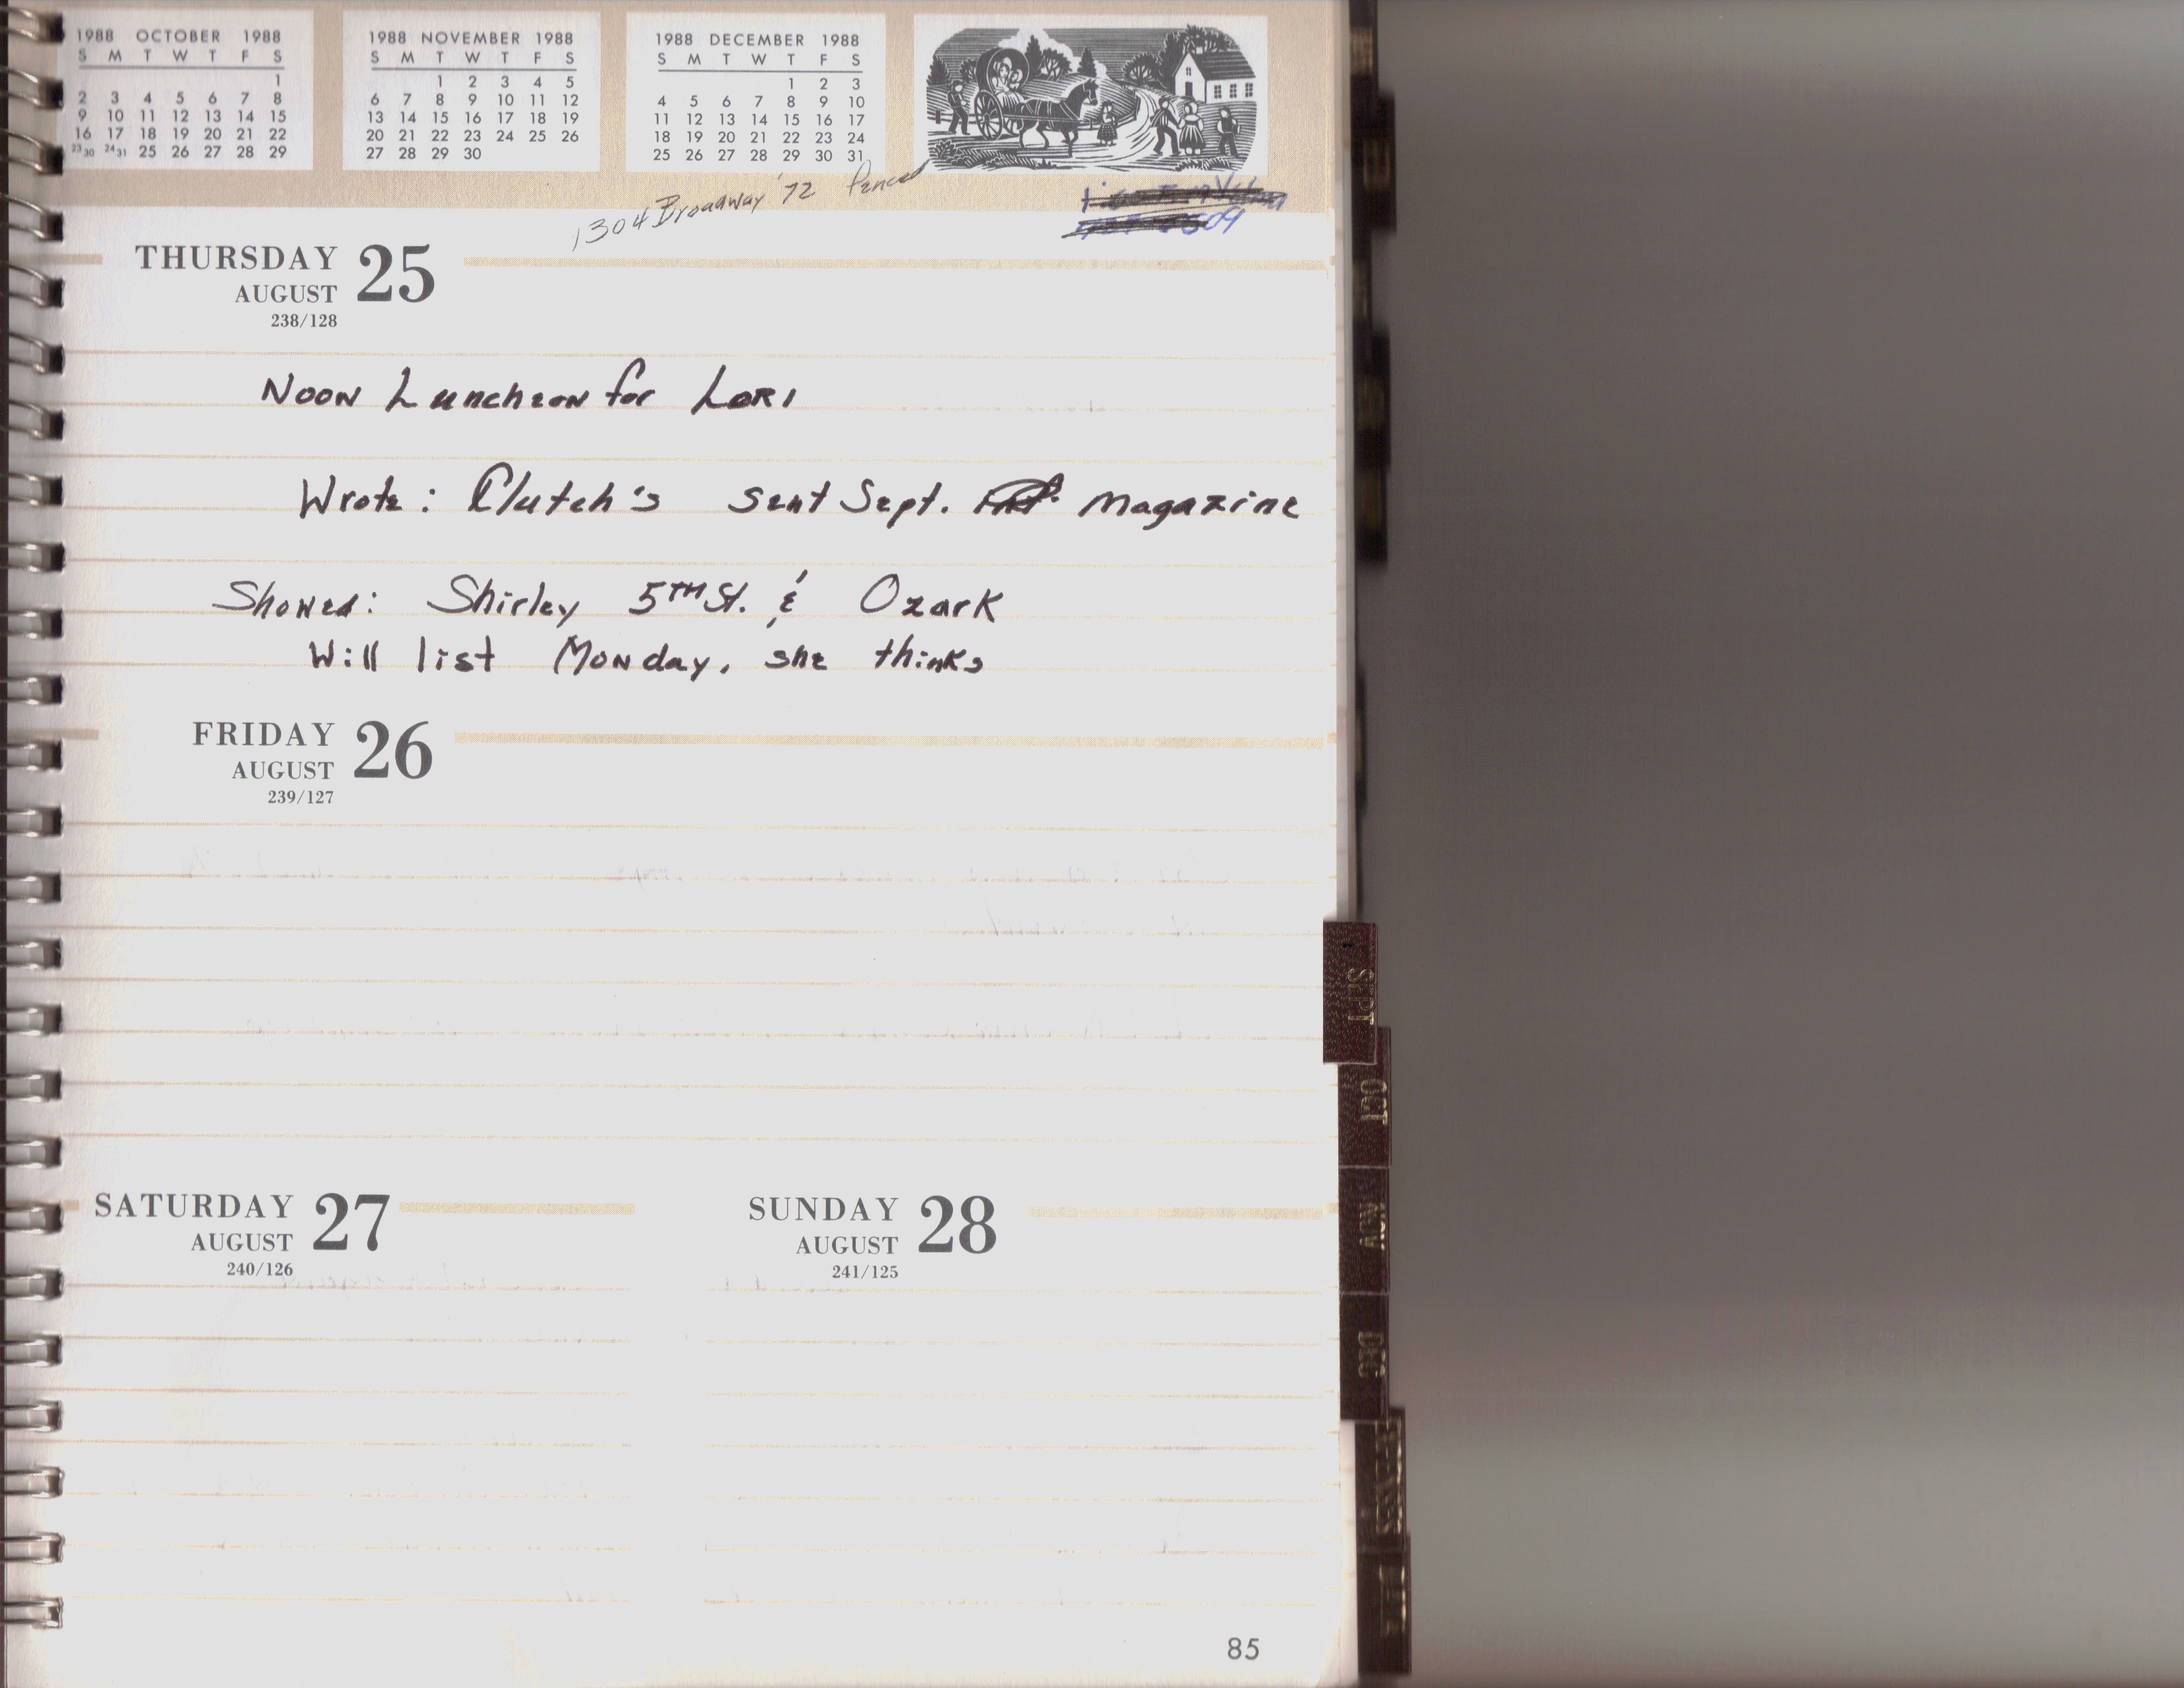 1988 OCTOBER 1988
S M T W T F S
1
2 3 4 5 6 7 8
9 10 11 12 13 14 15
16 17 18 19 20 21 22
23 30 24 31 25 26 27 28 29
1988 NOVEMBER 1988
S M T W T F S
1 2 3 4 5
6 7 8 9 10 11 12
13 14 15 16 17 18 19
20 21 22 23 24 25 26
27 28 29 30
1988 DECEMBER 1988
S M T W T F S
1 2 3
4 5 6 7 8 9 10
11 12 13 14 15 16 17
18 19 20 21 22 23 24
25 26 27 28 29 30 31
1304 Broadway '72
THURSDAY 25
AUGUST
238/128
Noon Luncheon for LORI
Wrote: Clutch's sent Sept. Magazine
Showed: Shirley 5TH St. & Ozark
Will list Monday, she thinks
FRIDAY 26
AUGUST
239/127
SATURDAY 27
AUGUST
240/126
SUNDAY 28
AUGUST
241/125
SEPT
OCT
NOV
DEC
85